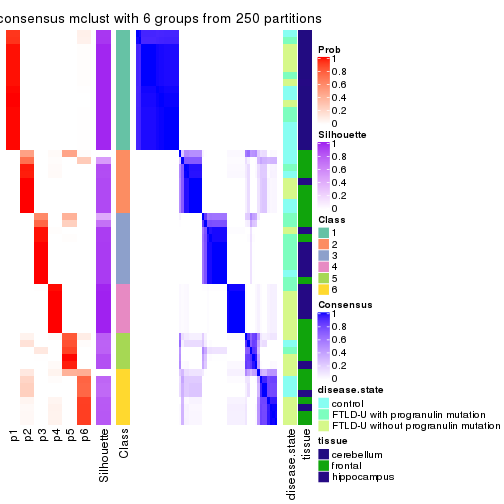 consensus mclust with 6 groups from 250 partitions
Prob
1
0.8
0.6
0.4
0.2
0
Silhouette
1
0.8
0.6
0.4
0.2
0
Class
1
2
3
4
5
6
Consensus
1
0.8
0.6
0.4
0.2
0
disease.state
control
FTLD-U with progranulin mutation
FTLD-U without progranulin mutation
tissue
cerebellum
frontal
hippocampus
p1
p2
p3
p4
p5
p6
Silhouette
Class
disease.state
tissue